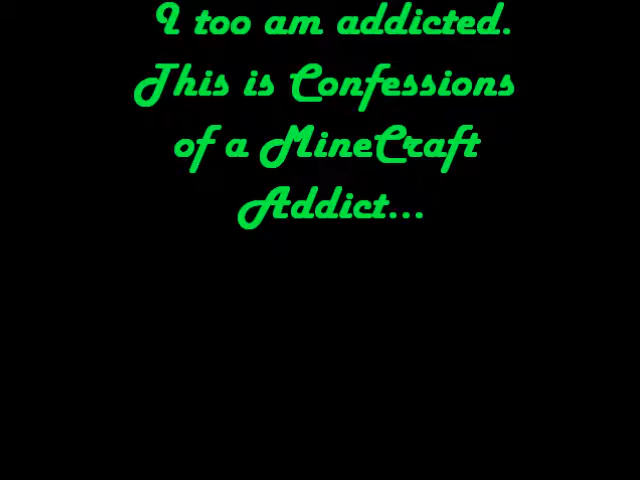 I too am addicted.
This is Confessions
of a MineCraft
Addict...